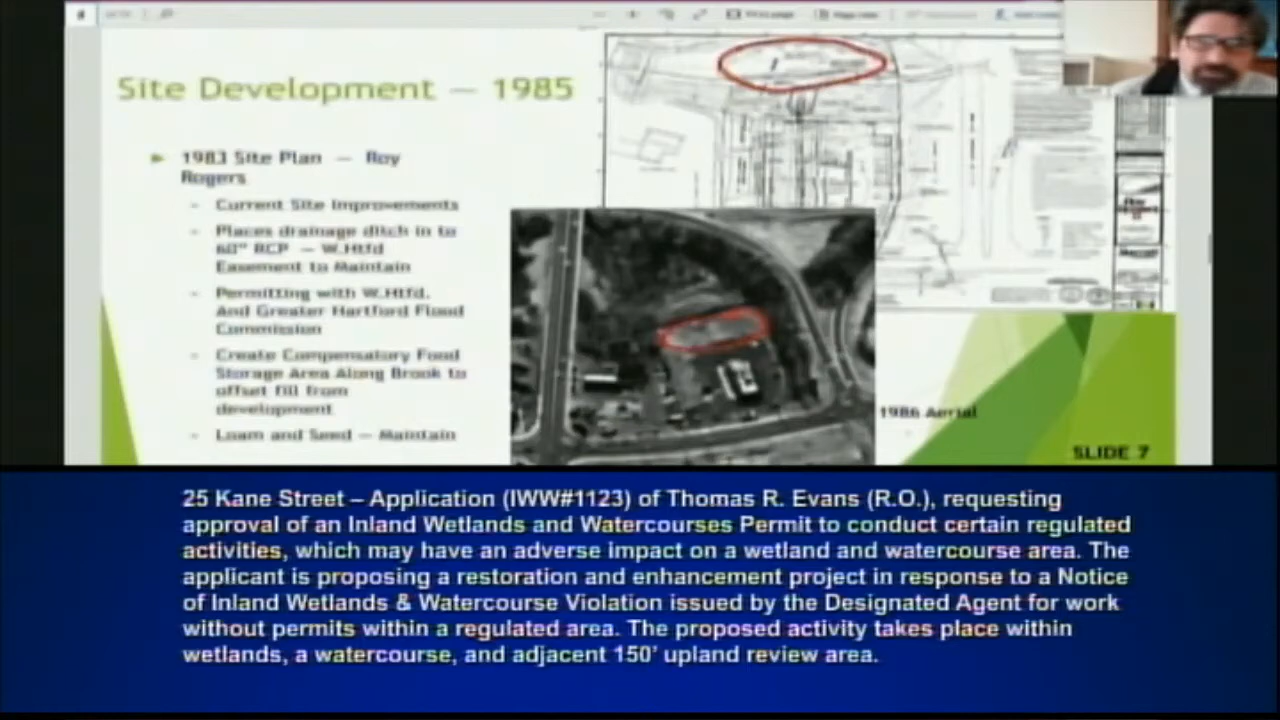 Site Development — 1985
1983 Site Plan — Roy
Rogers
- Current Site Improvements
- Places drainage ditch in to
60" RCP — W.Htfd
Easement to Maintain
- Permitting with W.Htfd.
And Greater Hartford Flood
Commission
- Create Compensatory Food
Storage Area Along Brook to
offset fill from
development
- Loam and Seed — Maintain
1986 Aerial
SLIDE 7
25 Kane Street – Application (IWW#1123) of Thomas R. Evans (R.O.), requesting
approval of an Inland Wetlands and Watercourses Permit to conduct certain regulated
activities, which may have an adverse impact on a wetland and watercourse area. The
applicant is proposing a restoration and enhancement project in response to a Notice
of Inland Wetlands & Watercourse Violation issued by the Designated Agent for work
without permits within a regulated area. The proposed activity takes place within
wetlands, a watercourse, and adjacent 150' upland review area.